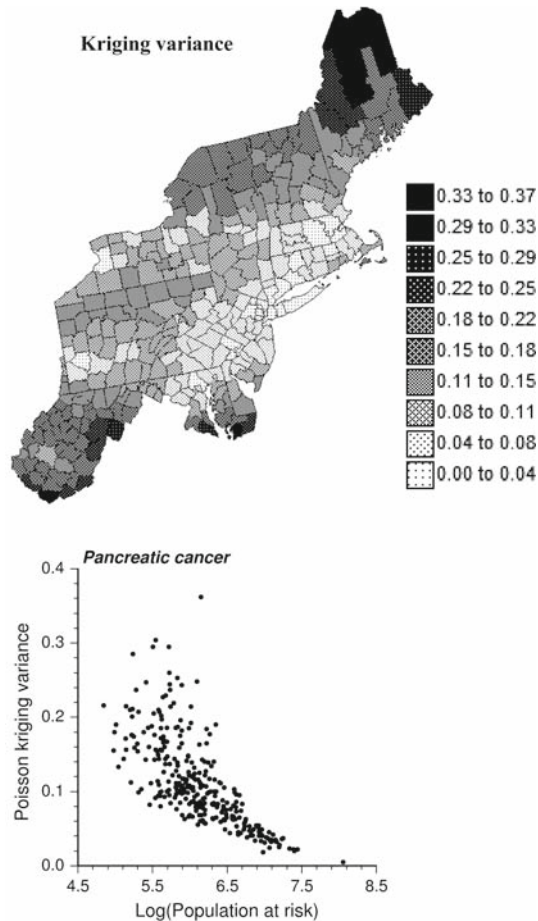 Kriging variance
0.33 to 0.37
0.29 to 0.33
0.25 to 0.29
0.22 to 0.25
0.18 to 0.22
0.15 to 0.18
0.11 to 0.15
0.08 to 0.11
0.04 to 0.08
0.00 to 0.04
Pancreatic cancer
Poisson kriging variance
0.4
0.3
0.2
0.1
0.0
4.5 5.5 6.5 7.5 8.5
Log(Population at risk)